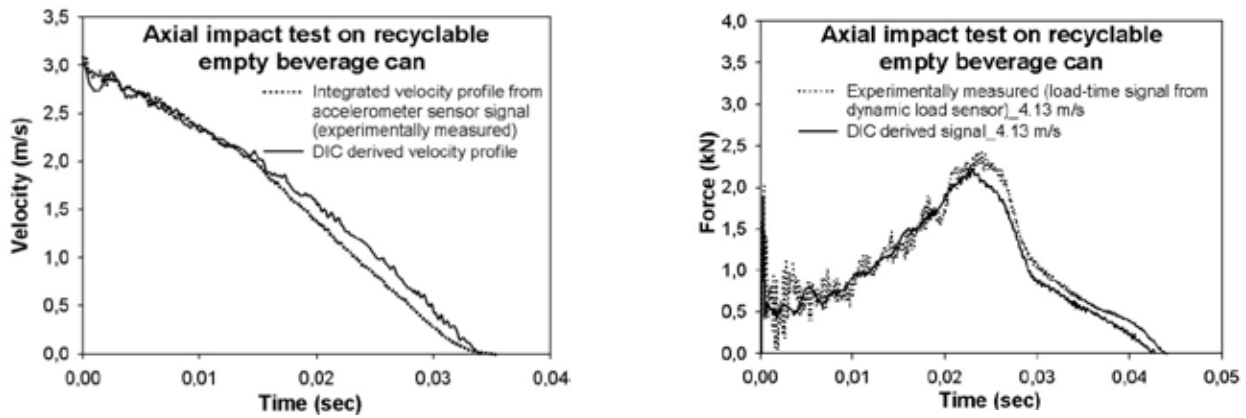 Axial impact test on recyclable
empty beverage can
Integrated velocity profile from
accelerometer sensor signal
(experimentally measured)
DIC derived velocity profile
Velocity (m/s)
3,5
3,0
2,5
2,0
1,5
1,0
0,5
0,0
0,00 0,01 0,02 0,03 0,04
Time (sec)
Axial impact test on recyclable
empty beverage can
Experimentally measured (load-time signal from
dynamic load sensor)_4.13 m/s
DIC derived signal_4.13 m/s
Force (kN)
4,0
3,5
3,0
2,5
2,0
1,5
1,0
0,5
0,0
0,00 0,01 0,02 0,03 0,04 0,05
Time (sec)